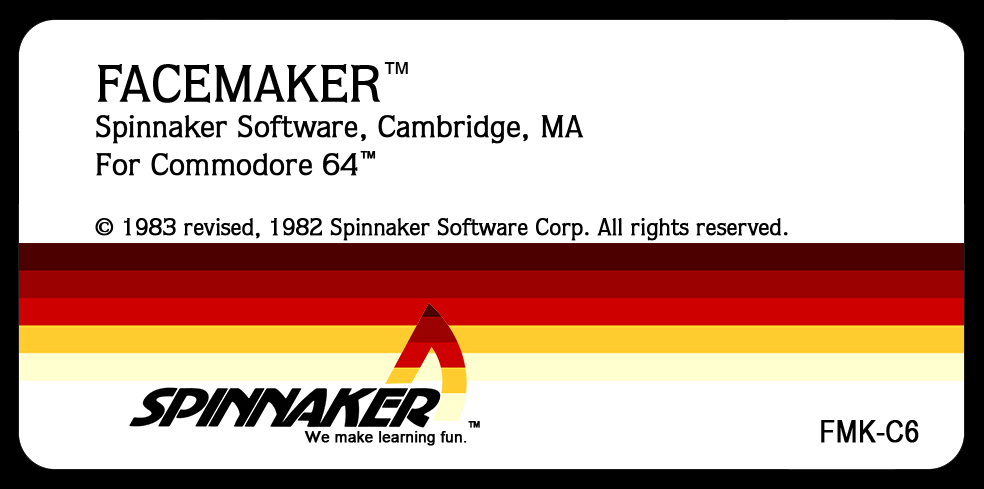 FACEMAKER™
Spinnaker Software, Cambridge, MA
For Commodore 64™
© 1983 revised, 1982 Spinnaker Software Corp. All rights reserved.
SPINNAKER™
We make learning fun.
FMK-C6